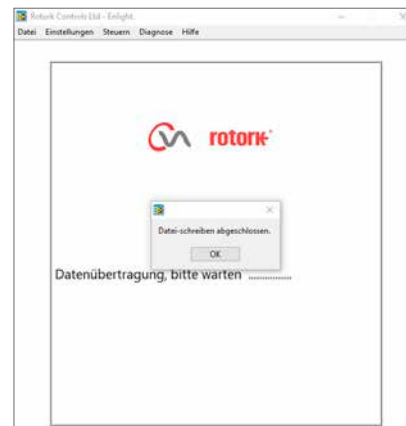 Rotork Controls Ltd - Enlight.
Datei Einstellungen Steuern Diagnose Hilfe
rotork
Datei-schreiben abgeschlossen.
OK
Datenübertragung, bitte warten ................